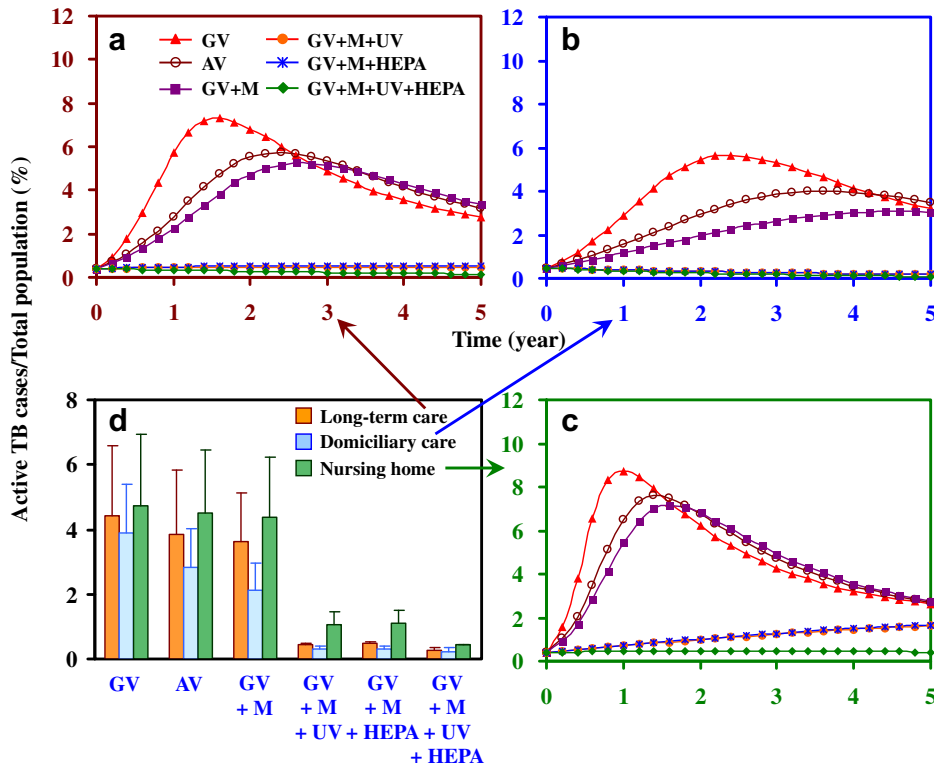 Active TB cases/Total population (%)
a
12
10
8
6
4
2
0
GV
AV
GV+M
GV+M+UV
GV+M+HEPA
GV+M+UV+HEPA
0 1 2 3 4 5
b
12
10
8
6
4
2
0
0 1 2 3 4 5
Time (year)
d
8
6
4
2
0
Long-term care
Domiciliary care
Nursing home
GV
AV
GV
+ M
GV
+ M
+ UV
GV
+ M
+ HEPA
GV
+ M
+ UV
+ HEPA
c
12
10
8
6
4
2
0
0 1 2 3 4 5